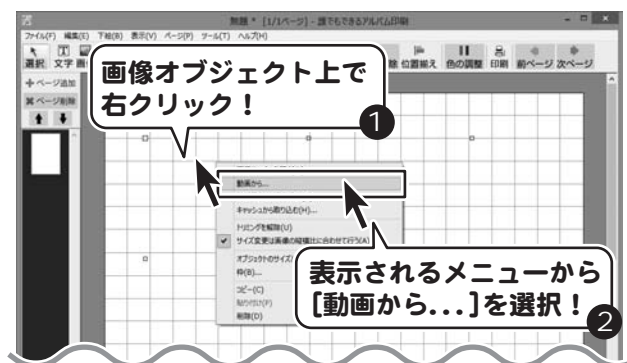 無題 * [1/1ページ] - 誰でもできるアルバム印刷
ファイル(F) 編集(E) 下絵(B) 表示(V) ページ(P) ツール(T) ヘルプ(H)
選択 文字 画 除 位置揃え 色の調整 印刷 前ページ 次ページ
ページ追加
ページ削除
画像オブジェクト上で
右クリック!
1
動画から...
キャッシュから取り込む(H)...
トリミングを解除(U)
サイズ変更は画像の縦横比に合わせて行う(A)
オブジェクトのサイズ
枠(B)...
コピー(C)
貼り付け(P)
削除(D)
表示されるメニューから
[動画から...]を選択!
2